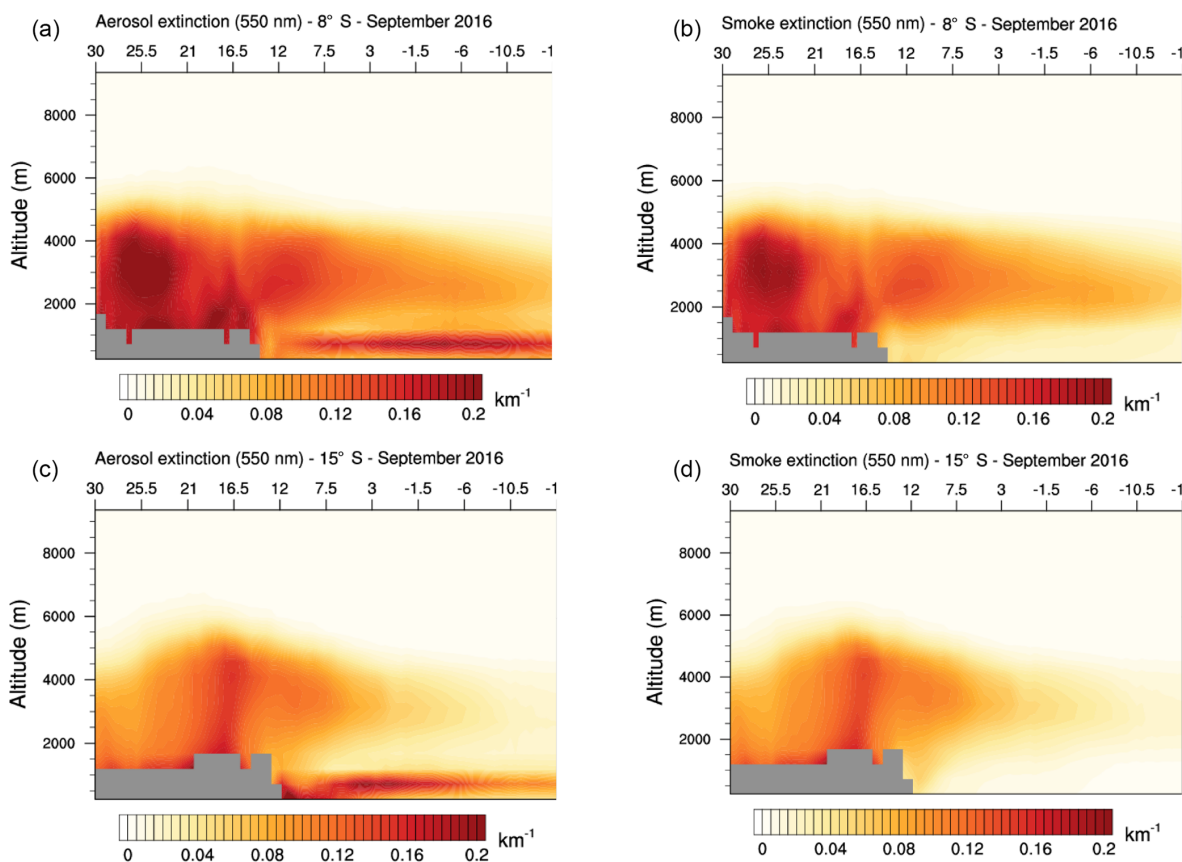 (a)
Aerosol extinction (550 nm) - 8° S - September 2016
30 25.5 21 16.5 12 7.5 3 -1.5 -6 -10.5 -1
Altitude (m)
8000
6000
4000
2000
0 0.04 0.08 0.12 0.16 0.2 km-1
(b)
Smoke extinction (550 nm) - 8° S - September 2016
30 25.5 21 16.5 12 7.5 3 -1.5 -6 -10.5 -1
Altitude (m)
8000
6000
4000
2000
0 0.04 0.08 0.12 0.16 0.2 km-1
(c)
Aerosol extinction (550 nm) - 15° S - September 2016
30 25.5 21 16.5 12 7.5 3 -1.5 -6 -10.5 -1
Altitude (m)
8000
6000
4000
2000
0 0.04 0.08 0.12 0.16 0.2 km-1
(d)
Smoke extinction (550 nm) - 15° S - September 2016
30 25.5 21 16.5 12 7.5 3 -1.5 -6 -10.5 -1
Altitude (m)
8000
6000
4000
2000
0 0.04 0.08 0.12 0.16 0.2 km-1